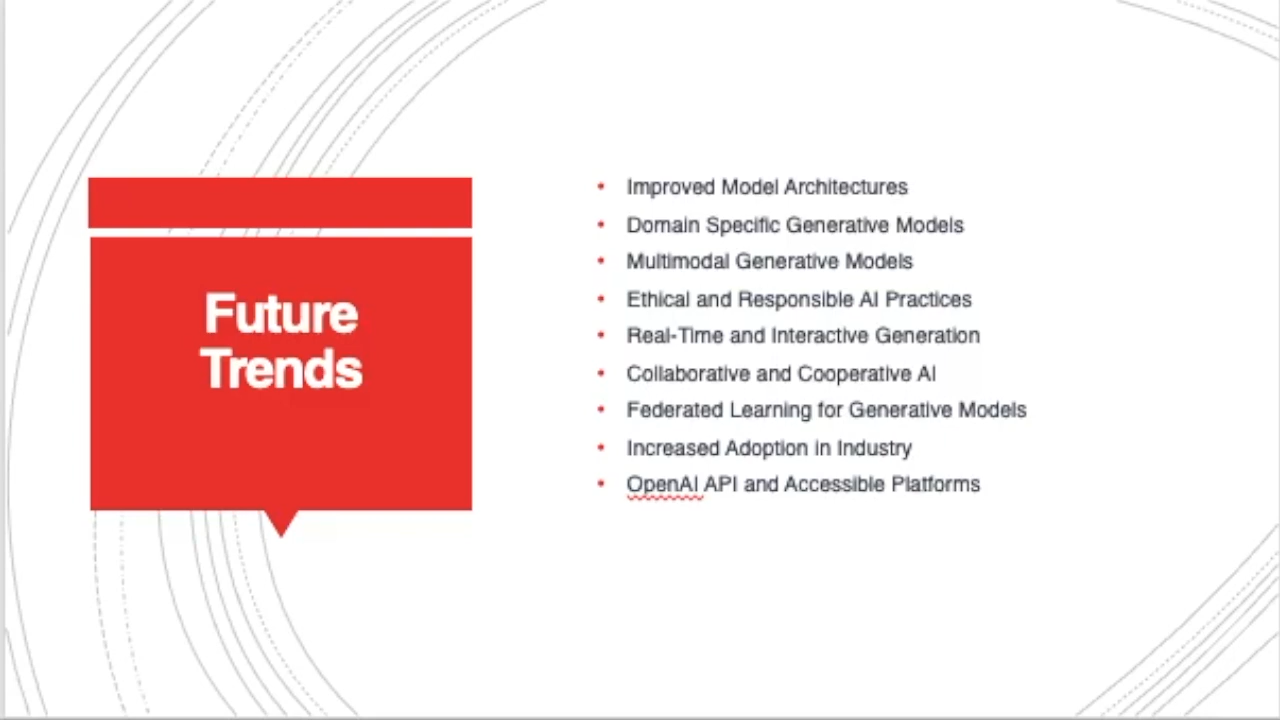 Future
Trends
• Improved Model Architectures
• Domain Specific Generative Models
• Multimodal Generative Models
• Ethical and Responsible AI Practices
• Real-Time and Interactive Generation
• Collaborative and Cooperative AI
• Federated Learning for Generative Models
• Increased Adoption in Industry
• OpenAI API and Accessible Platforms